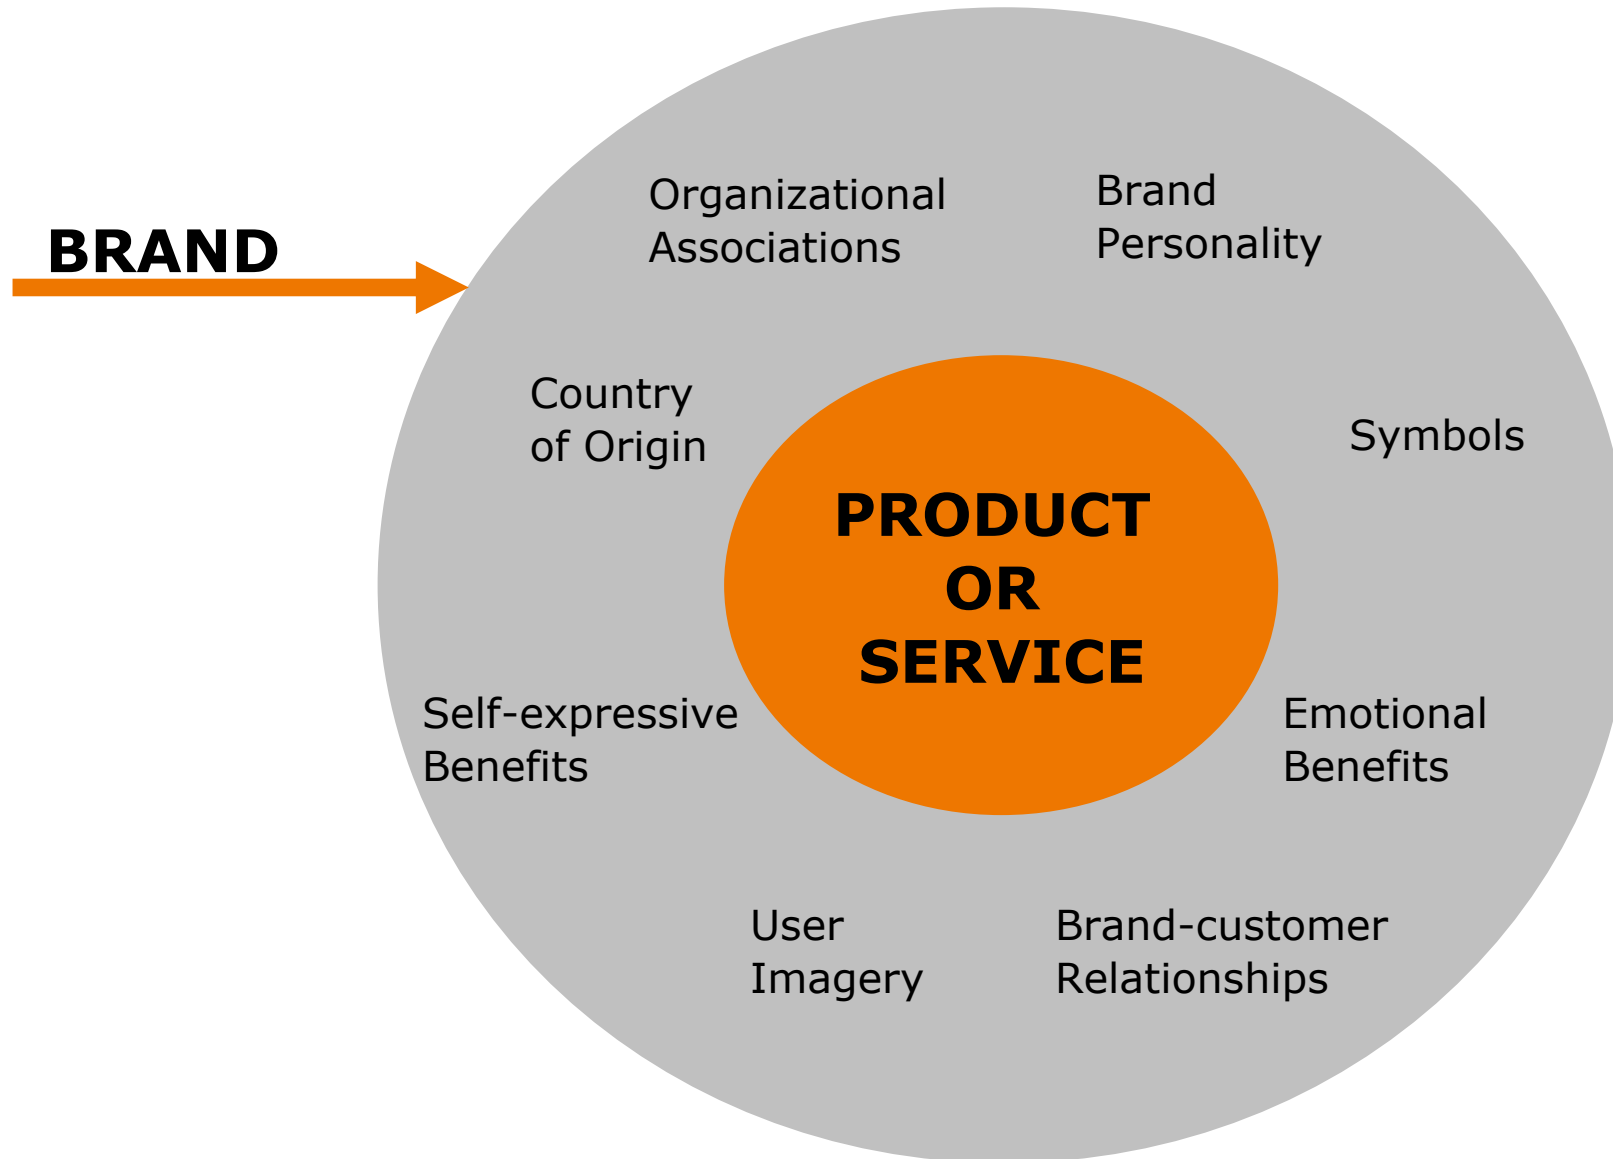 BRAND
Organizational
Associations
Brand
Personality
Country
of Origin
Symbols
PRODUCT
OR
SERVICE
Self-expressive
Benefits
Emotional
Benefits
User
Imagery
Brand-customer
Relationships